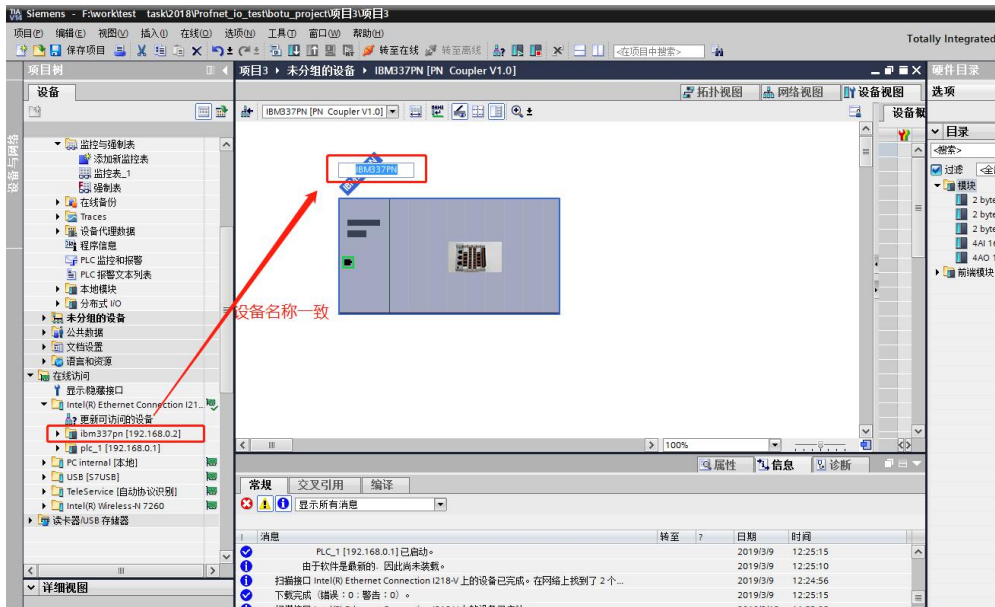 Siemens - F:\work\test task\2018\Profnet_io_test\botu_project\项目3\项目3
项目(P) 编辑(E) 视图(V) 插入(I) 在线(O) 选项(N) 工具(O) 窗口(W) 帮助(H)
Totally Integrated
保存项目
转至在线
转至离线
<在项目中搜索>
项目树
项目3 ▸ 未分组的设备 ▸ IBM337PN [PN Coupler V1.0]
硬件目录
设备
拓扑视图
网络视图
设备视图
选项
IBM337PN [PN Coupler V1.0]
设备概
设备与网络
监控与强制表
添加新监控表
监控表_1
强制表
在线备份
Traces
设备代理数据
程序信息
PLC 监控和报警
PLC 报警文本列表
本地模块
分布式 I/O
未分组的设备
公共数据
文档设置
语言和资源
在线访问
显示/隐藏接口
Intel(R) Ethernet Connection I21...
更新可访问的设备
ibm337pn [192.168.0.2]
plc_1 [192.168.0.1]
PC internal [本地]
USB [S7USB]
TeleService [自动协议识别]
Intel(R) Wireless-N 7260
读卡器/USB 存储器
详细视图
IBM337PN
设备名称一致
100%
目录
<搜索>
过滤
模块
2 byte
2 byte
2 byte
4AI 16
4AO 1
前端模块
属性
信息
诊断
常规
交叉引用
编译
显示所有消息
! 消息 转至 ? 日期 时间
PLC_1 [192.168.0.1] 已启动。 2019/3/9 12:25:15
由于软件是最新的，因此尚未装载。 2019/3/9 12:25:10
扫描接口 Intel(R) Ethernet Connection I218-V 上的设备已完成。在网络上找到了 2 个... 2019/3/9 12:24:56
下载完成（错误：0；警告：0）。 2019/3/9 12:25:15